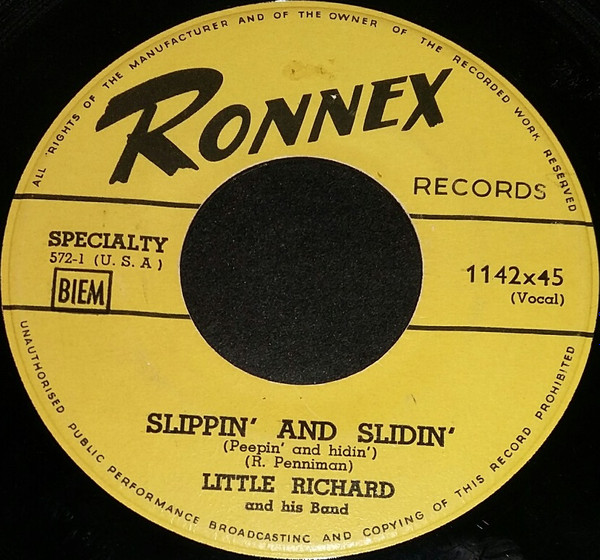 ALL RIGHTS OF THE MANUFACTURER AND OF THE OWNER OF THE RECORDED WORK RESERVED
RONNEX
RECORDS
SPECIALTY
572-1 (U. S. A )
BIEM
1142x45
(Vocal)
SLIPPIN' AND SLIDIN'
(Peepin' and hidin')
(R. Penniman)
LITTLE RICHARD
and his Band
UNAUTHORISED PUBLIC PERFORMANCE BROADCASTING AND COPYING OF THIS RECORD PROHIBITED